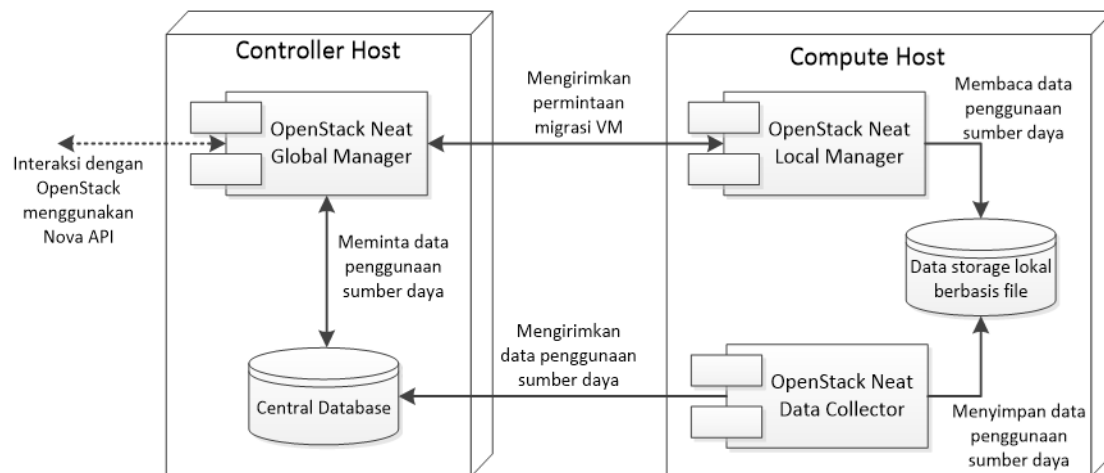 Controller Host
OpenStack Neat
Global Manager
Interaksi dengan
OpenStack
menggunakan
Nova API
Meminta data
penggunaan
sumber daya
Central Database
Mengirimkan
permintaan
migrasi VM
Mengirimkan
data penggunaan
sumber daya
Compute Host
OpenStack Neat
Local Manager
Membaca data
penggunaan
sumber daya
Data storage lokal
berbasis file
OpenStack Neat
Data Collector
Menyimpan data
penggunaan
sumber daya